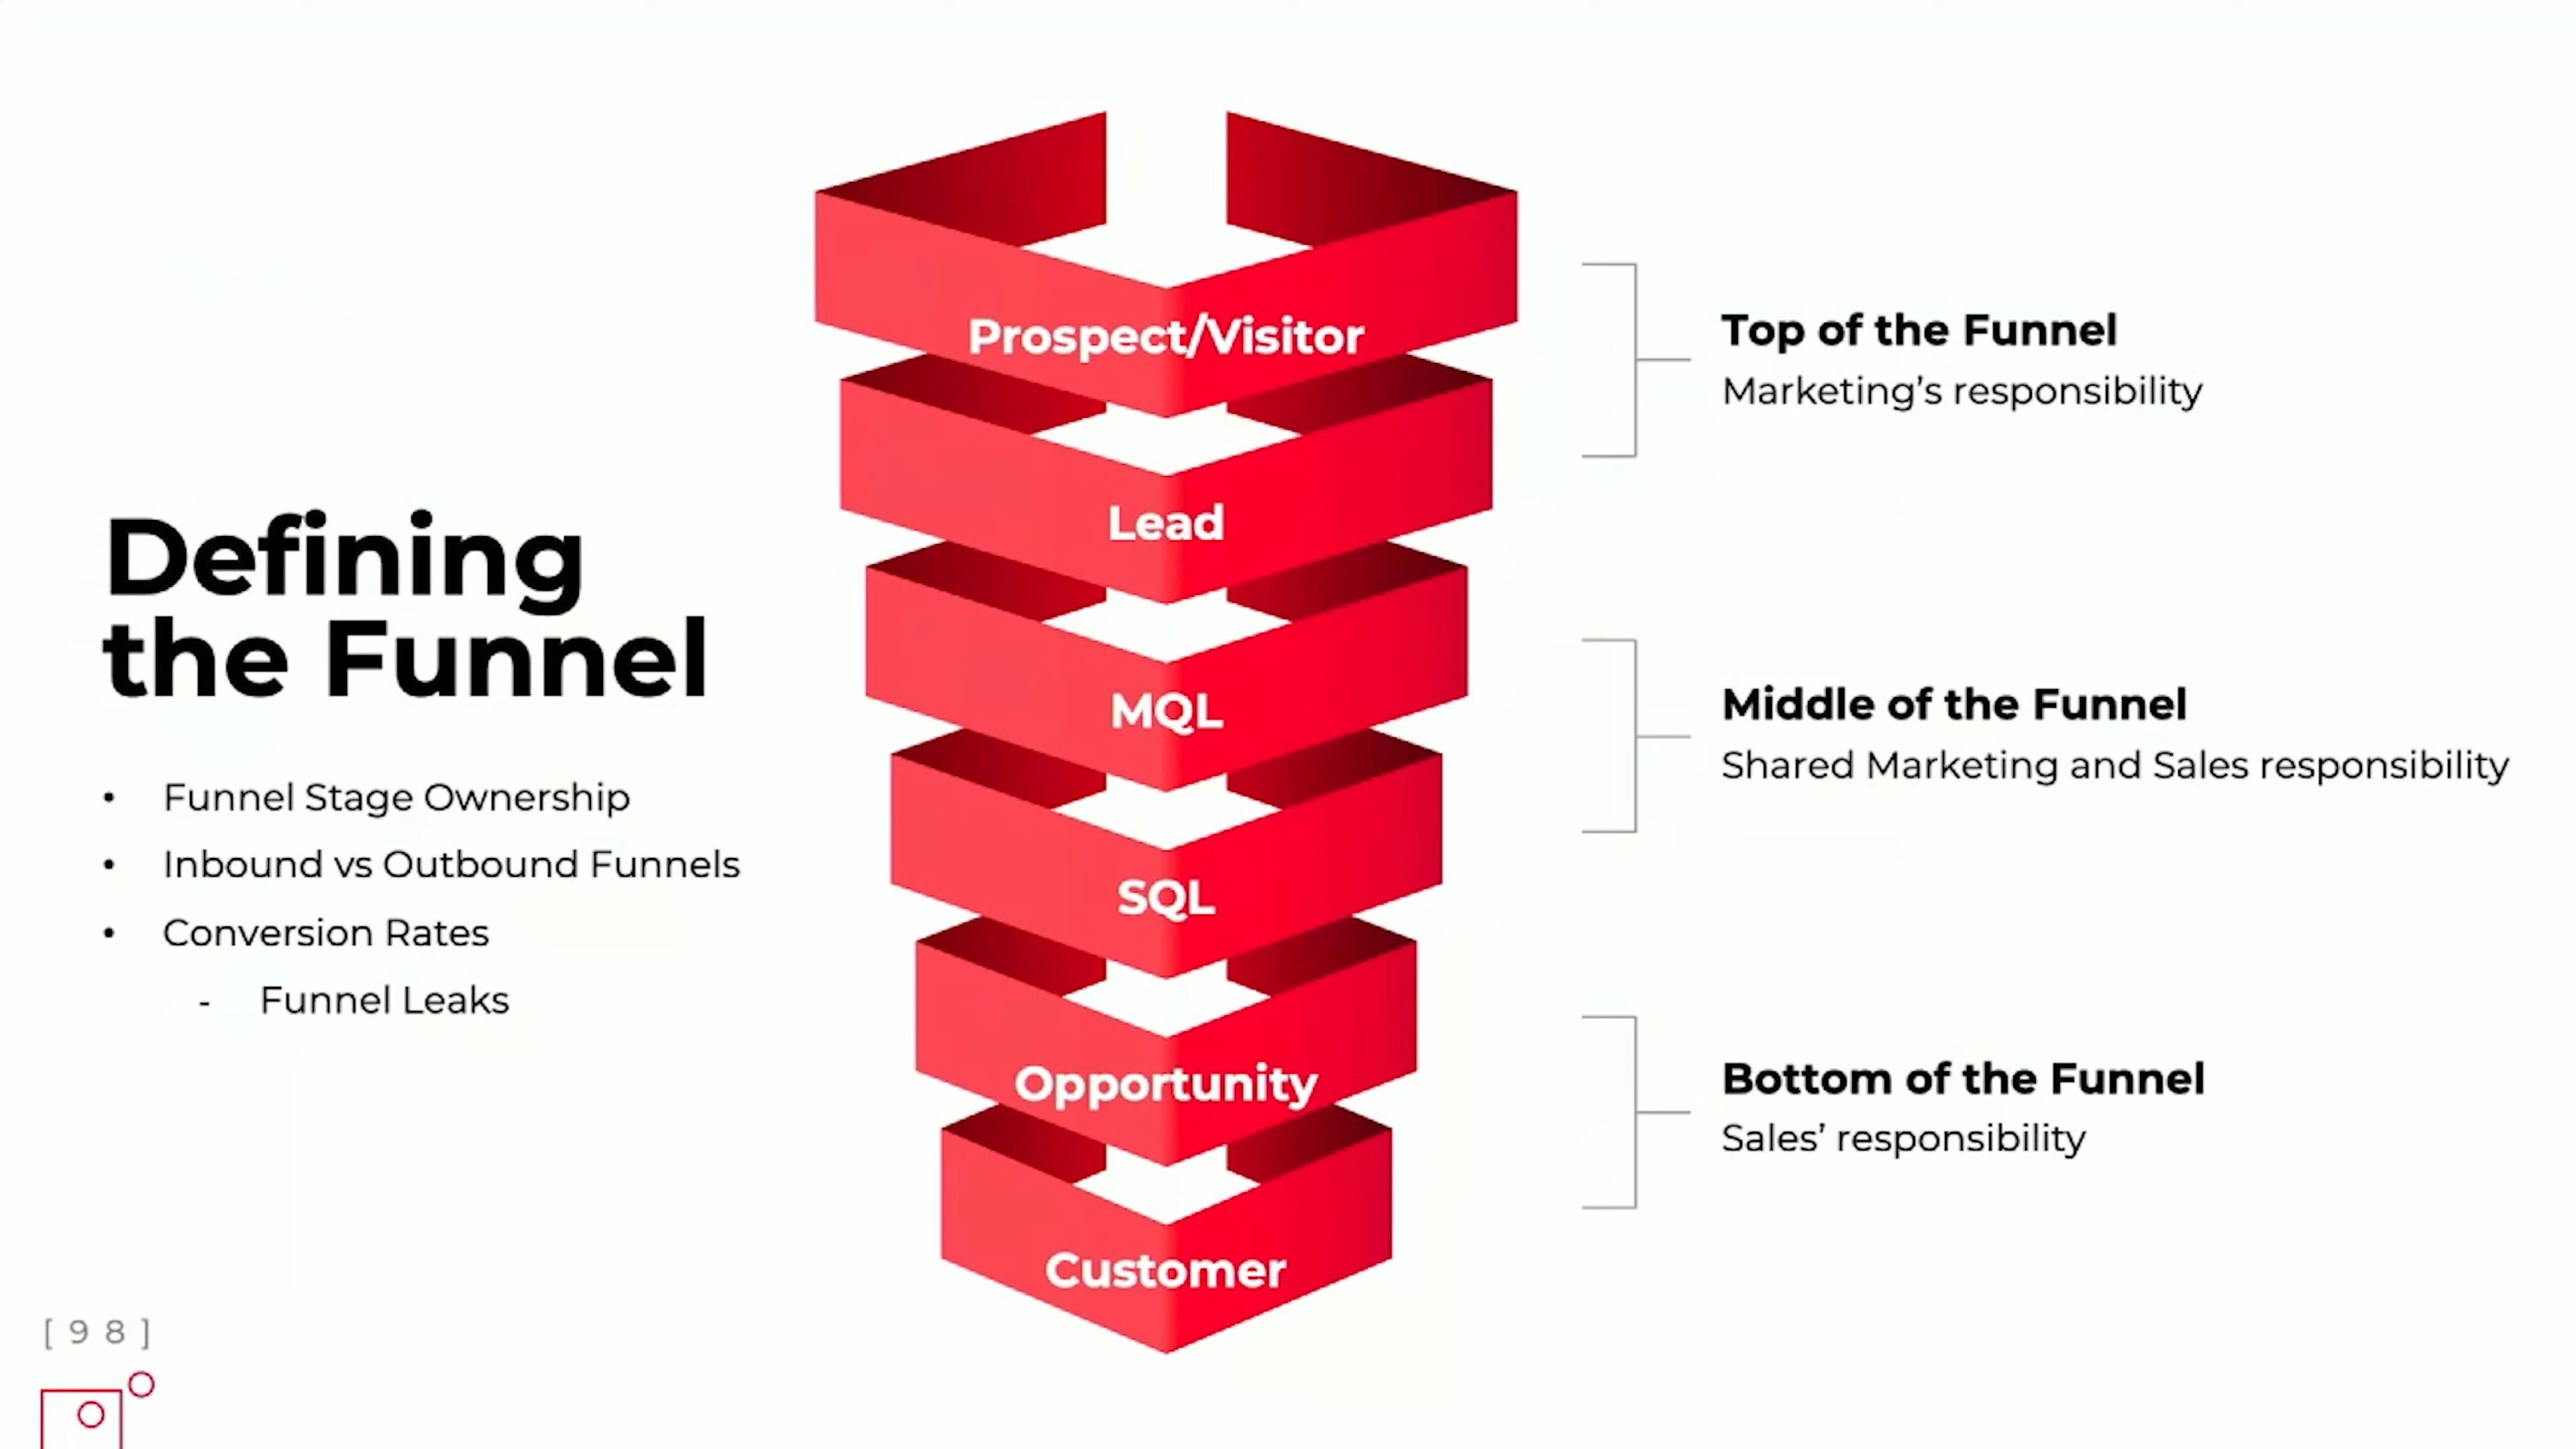 Defining
the Funnel
• Funnel Stage Ownership
• Inbound vs Outbound Funnels
• Conversion Rates
- Funnel Leaks
Prospect/Visitor
Lead
MQL
SQL
Opportunity
Customer
Top of the Funnel
Marketing’s responsibility
Middle of the Funnel
Shared Marketing and Sales responsibility
Bottom of the Funnel
Sales’ responsibility
[ 9 8 ]